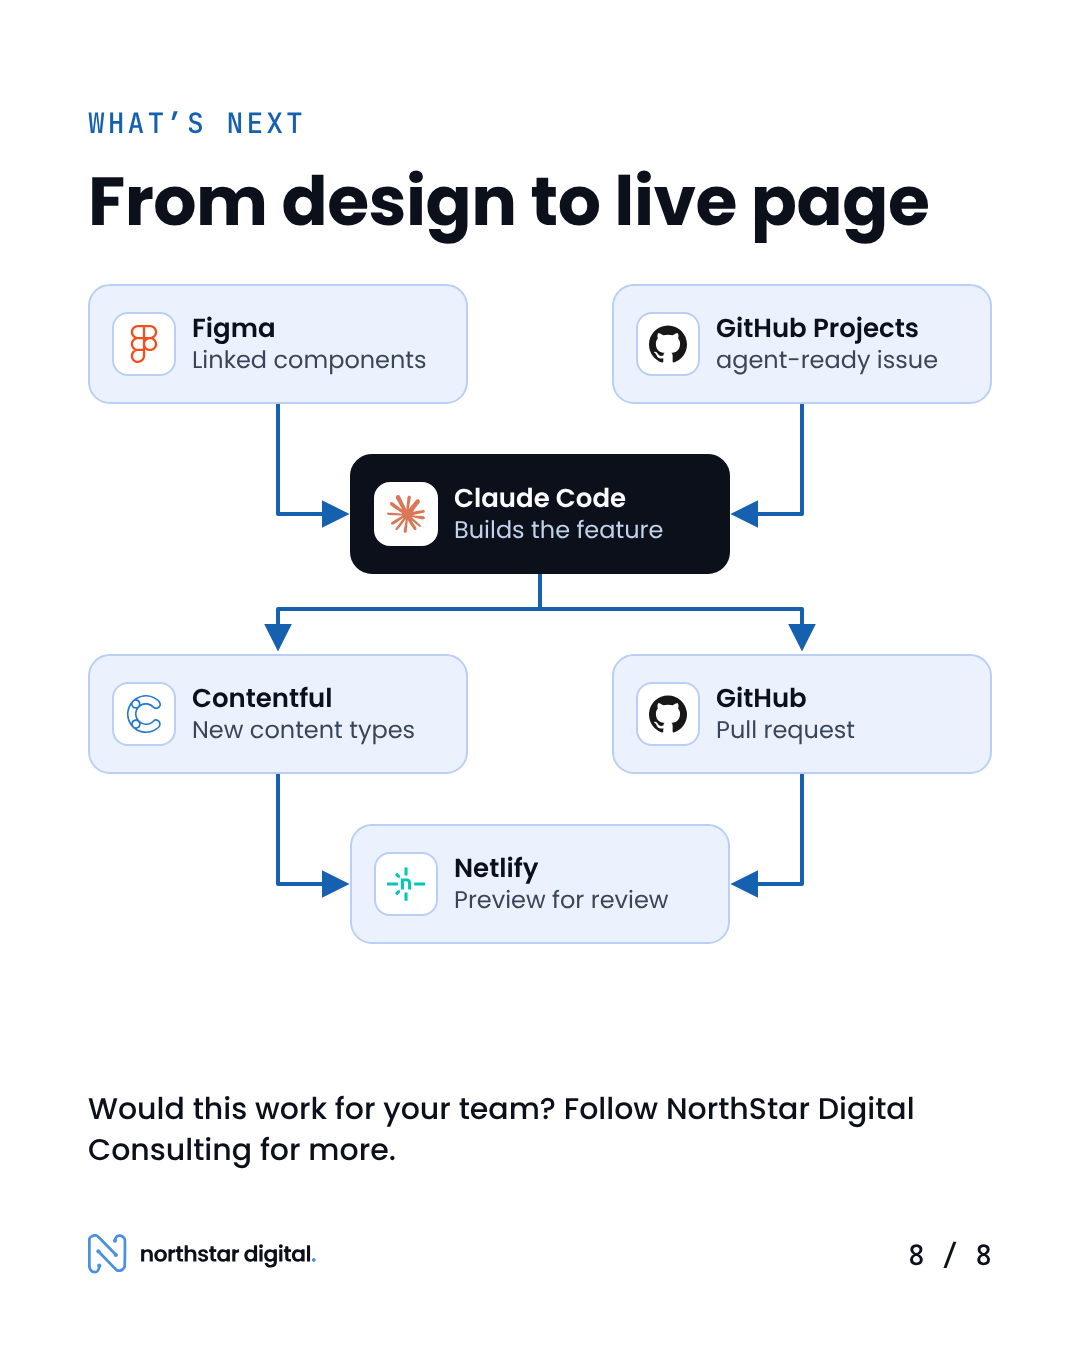 WHAT’S NEXT
From design to live page
Figma
Linked components
GitHub Projects
agent-ready issue
Claude Code
Builds the feature
Contentful
New content types
GitHub
Pull request
Netlify
Preview for review
Would this work for your team? Follow NorthStar Digital
Consulting for more.
northstar digital.
8 / 8